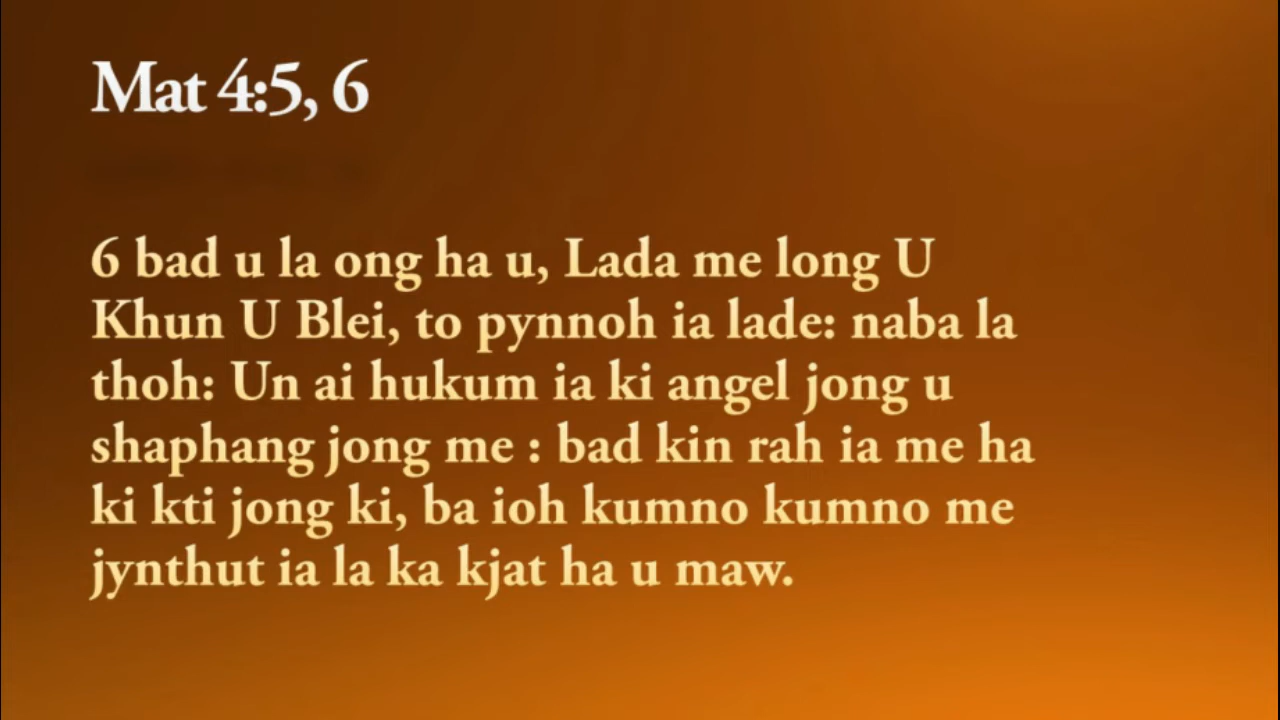 Mat 4:5, 6
6 bad u la ong ha u, Lada me long U
Khun U Blei, to pynnoh ia lade: naba la
thoh: Un ai hukum ia ki angel jong u
shaphang jong me : bad kin rah ia me ha
ki kti jong ki, ba ioh kumno kumno me
jynthut ia la ka kjat ha u maw.